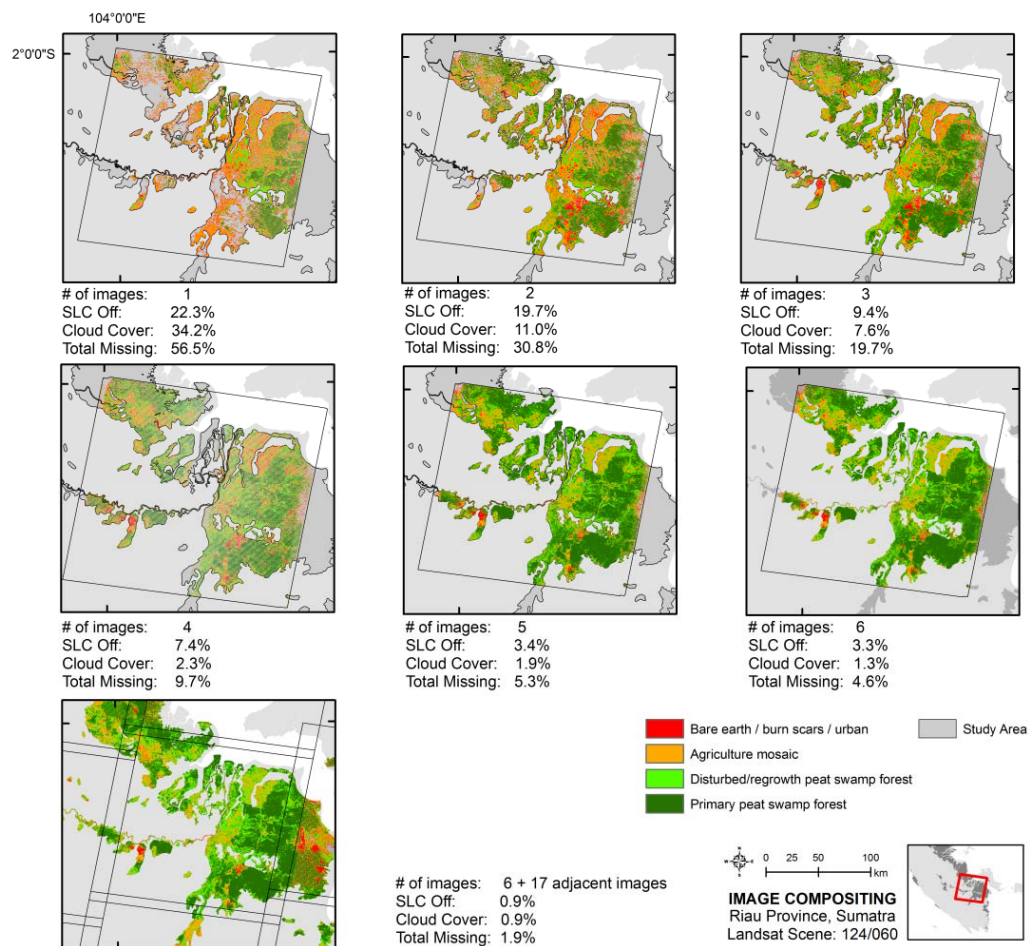 104°0'0"E
2°0'0"S
# of images: 1
SLC Off: 22.3%
Cloud Cover: 34.2%
Total Missing: 56.5%
# of images: 2
SLC Off: 19.7%
Cloud Cover: 11.0%
Total Missing: 30.8%
# of images: 3
SLC Off: 9.4%
Cloud Cover: 7.6%
Total Missing: 19.7%
# of images: 4
SLC Off: 7.4%
Cloud Cover: 2.3%
Total Missing: 9.7%
# of images: 5
SLC Off: 3.4%
Cloud Cover: 1.9%
Total Missing: 5.3%
# of images: 6
SLC Off: 3.3%
Cloud Cover: 1.3%
Total Missing: 4.6%
Bare earth / burn scars / urban
Study Area
Agriculture mosaic
Disturbed/regrowth peat swamp forest
Primary peat swamp forest
# of images: 6 + 17 adjacent images
SLC Off: 0.9%
Cloud Cover: 0.9%
Total Missing: 1.9%
0 25 50 100
km
IMAGE COMPOSITING
Riau Province, Sumatra
Landsat Scene: 124/060